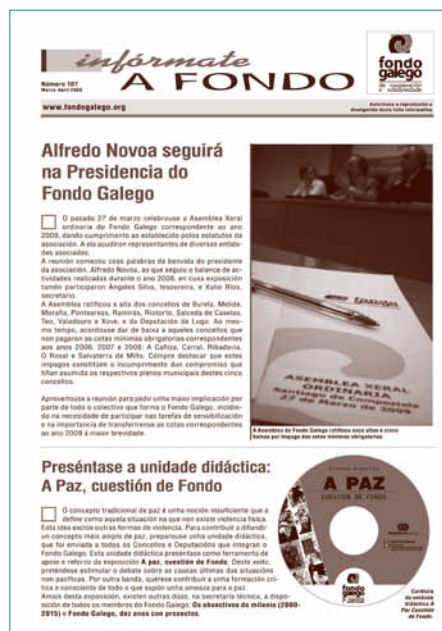 infórmate
A FONDO
Número 107
Marzo-Abril 2009
fondo
galego
de cooperación
e solidariedade
www.fondogalego.org
Autorízase a reprodución e
divulgación desta folla informativa
Alfredo Novoa seguirá
na Presidencia do
Fondo Galego
O pasado 27 de marzo celebrouse a Asemblea Xeral
ordinaria do Fondo Galego correspondente ao ano
2009, dando cumprimento ao establecido polos estatutos da
asociación. A ela acudiron representantes de diversas entida-
des asociadas.
A reunión comezou coas palabras de benvida do presidente
da asociación, Alfredo Novoa, ao que seguiu o balance de ac-
tividades realizadas durante o ano 2008, en cuxa exposición
tamén participaron Ángeles Silva, tesoureira, e Xulio Ríos,
secretario.
A Asemblea ratificou a alta dos concellos de Burela, Melide,
Moraña, Ponteareas, Ramirás, Riotorto, Salceda de Caselas,
Teo, Valadouro e Xove, e da Deputación de Lugo. Ao mes-
mo tempo, acordouse dar de baixa a aqueles concellos que
non pagaron as cotas mínimas obrigatorias correspondentes
aos anos 2006, 2007 e 2008: A Cañiza, Carral, Ribadavia,
O Rosal e Salvaterra de Miño. Cómpre destacar que estes
impagos constitúen o incumprimento dun compromiso que
tiñan asumido os respectivos plenos municipais destes cinco
concellos.
Aproveitouse a reunión para pedir unha maior implicación por
parte de todo o colectivo que forma o Fondo Galego, incidin-
do na necesidade de participar nas tarefas de sensibilización
e na importancia de transferírense as cotas correspondentes
ao ano 2009 á maior brevidade.
ASEMBLEA XERAL
ORDINARIA
Santiago de Compostela
27 de Marzo de 2009
A Asemblea do Fondo Galego ratificou once altas e cinco
baixas por impago das cotas mínimas obrigatorias
Preséntase a unidade didáctica:
A Paz, cuestión de Fondo
O concepto tradicional de paz é unha noción insuficiente que a
define como aquela situación na que non existe violencia física.
Esta idea exclúe outras formas de violencia. Para contribuír a difundir
un concepto máis amplo de paz, preparouse unha unidade didáctica,
que foi enviada a todos os Concellos e Deputacións que integran o
Fondo Galego. Esta unidade didáctica preséntase como ferramenta de
apoio e reforzo da exposición A paz, cuestión de Fondo. Deste xeito,
preténdese estimular o debate sobre as causas últimas das situacións
non pacíficas. Por outra banda, quérese contribuír a unha formación crí-
tica e consciente de todo o que supón unha ameaza para a paz.
Amais desta exposición, existen outras dúas, na secretaría técnica, a dispo-
sición de todos os membros do Fondo Galego: Os obxectivos do milenio (2000-
2015) e Fondo Galego, dez anos con proxectos.
A PAZ
CUESTIÓN DE FONDO
fondo
galego
Carátula
da unidade
didáctica A
Paz Cuestión
de Fondo.